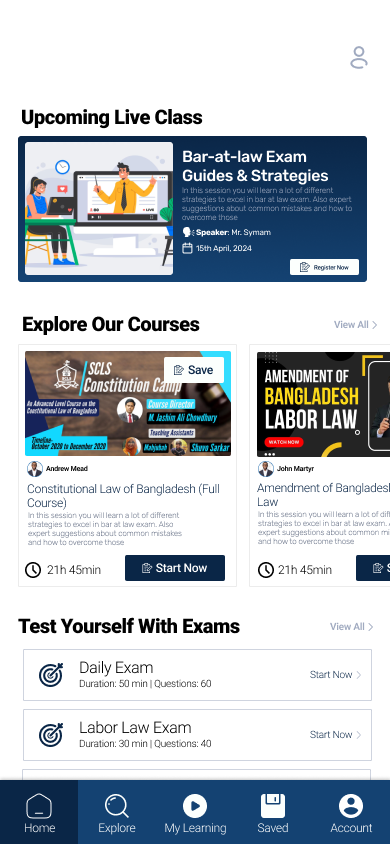 Upcoming Live Class
Bar-at-law Exam
Guides & Strategies
In this session you will learn a lot of different
strategies to excel in bar at law exam. Also expert
suggestions about common mistakes and how to
overcome those
Speaker: Mr. Symam
15th April, 2024
Register Now
LIVE
Explore Our Courses
View All
SCLS
Constitution Camp
Save
An Advanced Level Course on the
Constitutional Law of Bangladesh
Course Director
M. Jashim Ali Chowdhury
Teaching Assistants
Timeline:
October 2020 to December 2020
Mahjubah
Shuvo Sarkar
Andrew Mead
Constitutional Law of Bangladesh (Full
Course)
In this session you will learn a lot of different
strategies to excel in bar at law exam. Also
expert suggestions about common mistakes
and how to overcome those
21h 45min
Start Now
AMENDMENT OF
BANGLADESH
LABOR LAW
WATCH NOW
John Martyr
Amendment of Bangladesh
Law
In this session you will learn a lot of
strategies to excel in bar at law
expert suggestions about common mi
and how to overcome those
21h 45min
S
Test Yourself With Exams
View All
Daily Exam
Duration: 50 min | Questions: 60
Start Now
Labor Law Exam
Duration: 30 min | Questions: 40
Start Now
Home
Explore
My Learning
Saved
Account